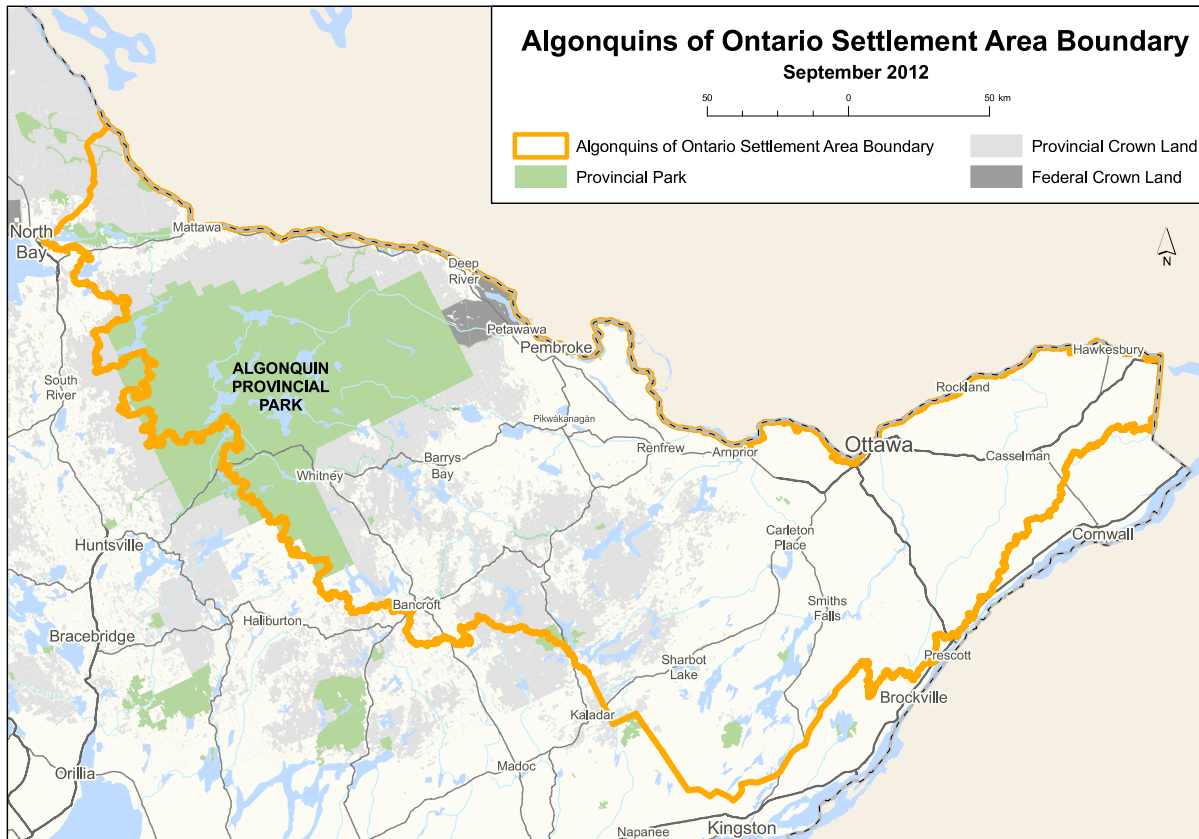 Algonquins of Ontario Settlement Area Boundary
September 2012
50 0 50 km
Algonquins of Ontario Settlement Area Boundary
Provincial Crown Land
Provincial Park
Federal Crown Land
N
North
Bay
Mattawa
Deep
River
Petawawa
Pembroke
Hawkesbury
ALGONQUIN
PROVINCIAL
PARK
South
River
Rockland
Pikwàkanagàn
Renfrew
Arnprior
Ottawa
Casselman
Barrys
Bay
Whitney
Huntsville
Carleton
Place
Cornwall
Bancroft
Smiths
Falls
Haliburton
Bracebridge
Prescott
Sharbot
Lake
Brockville
Kaladar
Madoc
Orillia
Napanee
Kingston